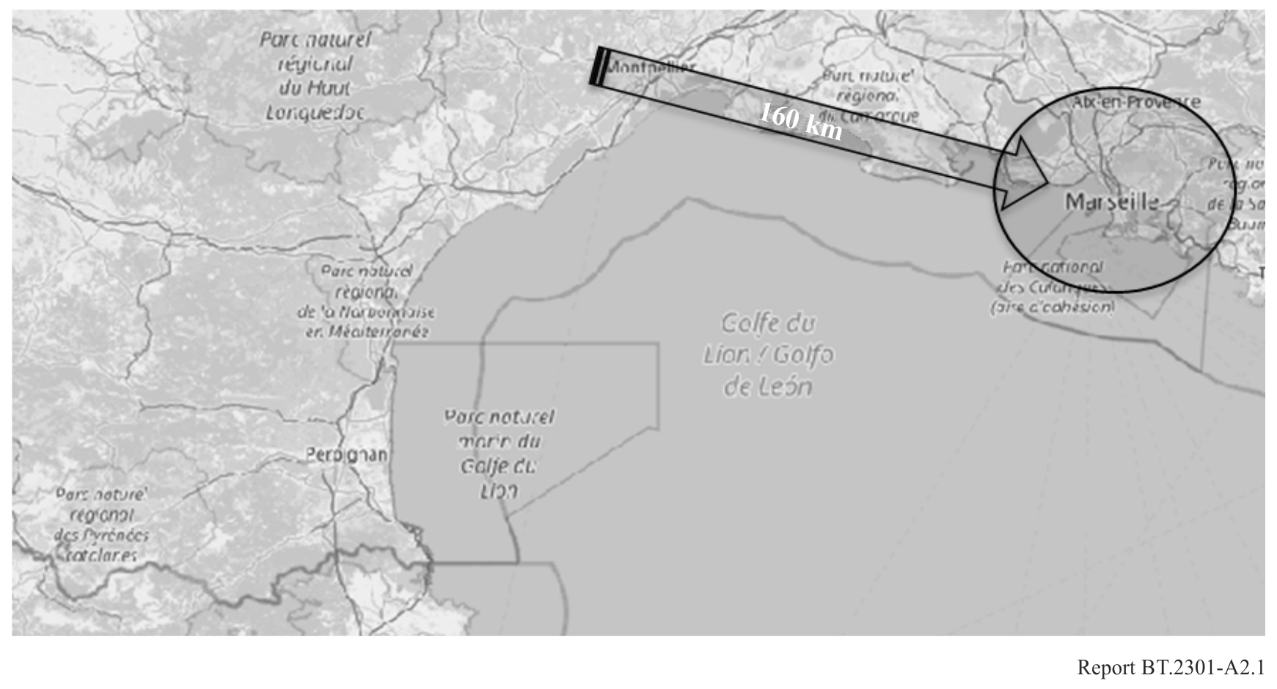 Parc naturel
régional
du Haut
Languedoc
Montpellier
Parc naturel
régional
de Camargue
160 km
Aix-en-Provence
Marseille
Parc national
des Calanques
(aire d'adhésion)
Parc naturel
régional
de la Narbonnaise
en Méditerranée
Golfe du
Lion / Golfo
de León
Parc naturel
marin du
Golfe du
Lion
Perpignan
Parc naturel
régional
des Pyrénées
catalanes
Report BT.2301-A2.1